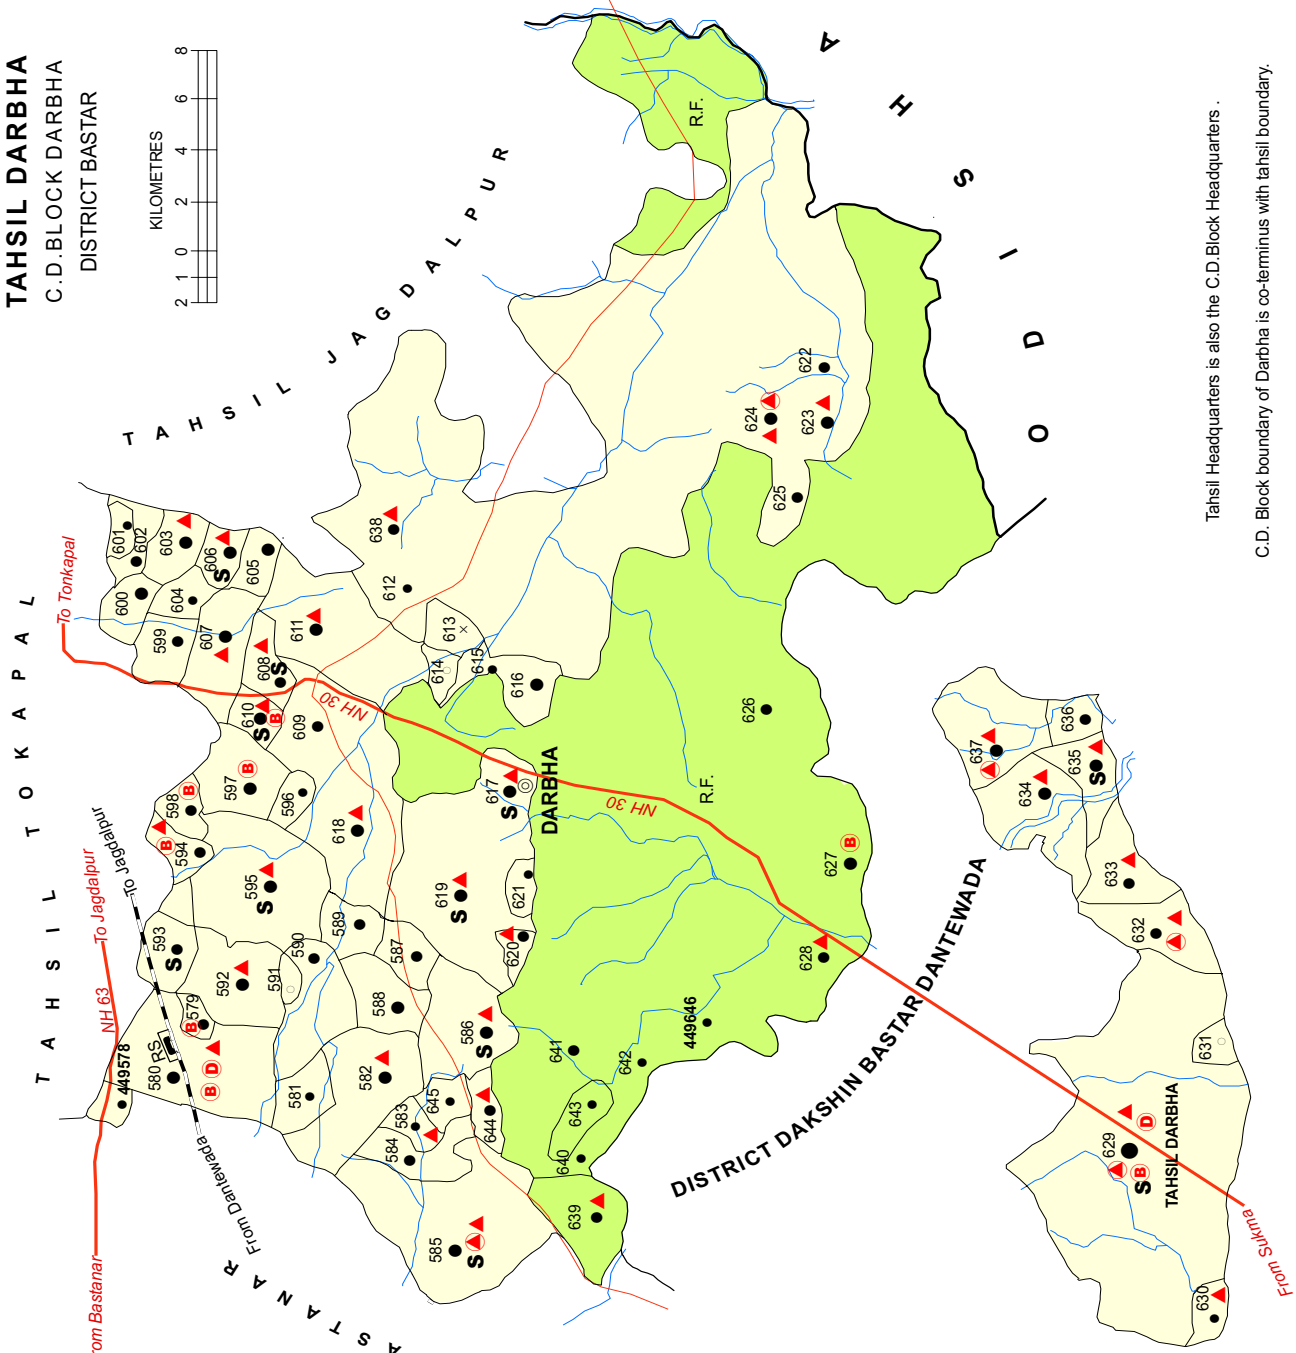 TAHSIL DARBHA
C.D.BLOCK DARBHA
DISTRICT BASTAR
KILOMETRES
2 1 0 2 4 6 8
TAHSIL JAGDALPUR
TAHSIL TOKAPAL
ASTANAR
AHSIDO
To Tonkapal
To Jagdalpur
To Jagdalpur
NH 63
rom Bastanar
From Dantewada
From Sukma
NH 30
NH 30
R.F.
R.F.
DARBHA
TAHSIL DARBHA
DISTRICT DAKSHIN BASTAR DANTEWADA
RS
449578
579
B
580
B D
581
582
583
584
585
S
586
S
587
588
589
590
591
592
593
S
594
B
595
S
596
597
B
598
B
599
600
601
602
603
604
605
606
S
607
608
S
609
610
S
B
611
612
613
614
615
616
617
S
618
619
S
620
621
622
623
624
625
626
627
B
628
629
S
B
D
630
631
632
633
634
635
S
636
637
638
639
640
641
642
643
644
645
449646
Tahsil Headquarters is also the C.D.Block Headquarters .
C.D. Block boundary of Darbha is co-terminus with tahsil boundary.